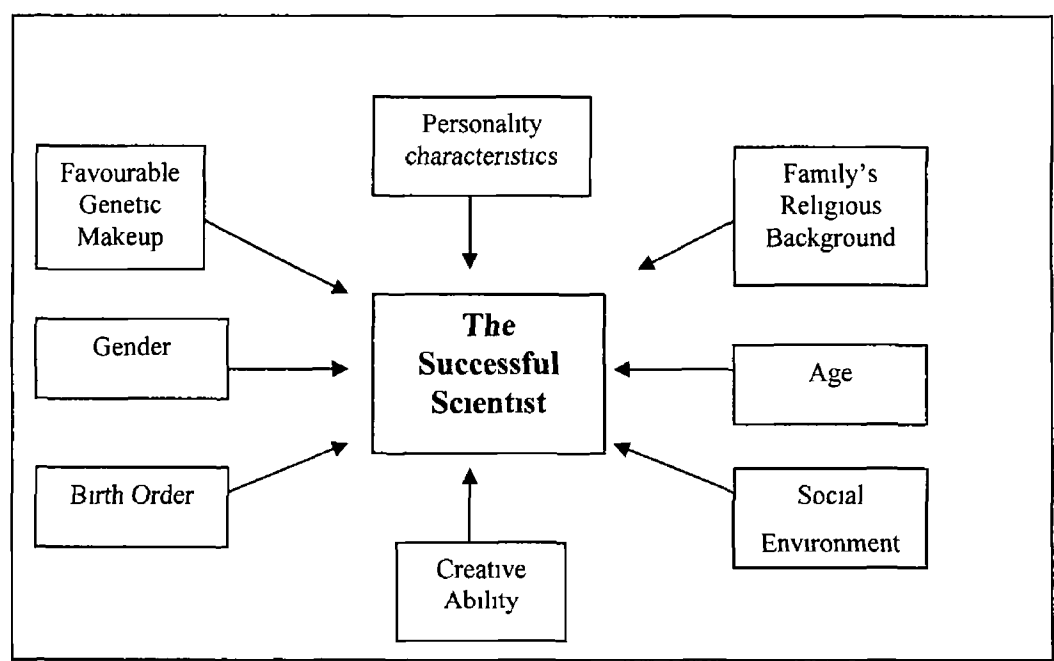 Personality
characteristics
Favourable
Genetic
Makeup
Family's
Religious
Background
The
Successful
Scientist
Gender
Age
Birth Order
Social
Environment
Creative
Ability